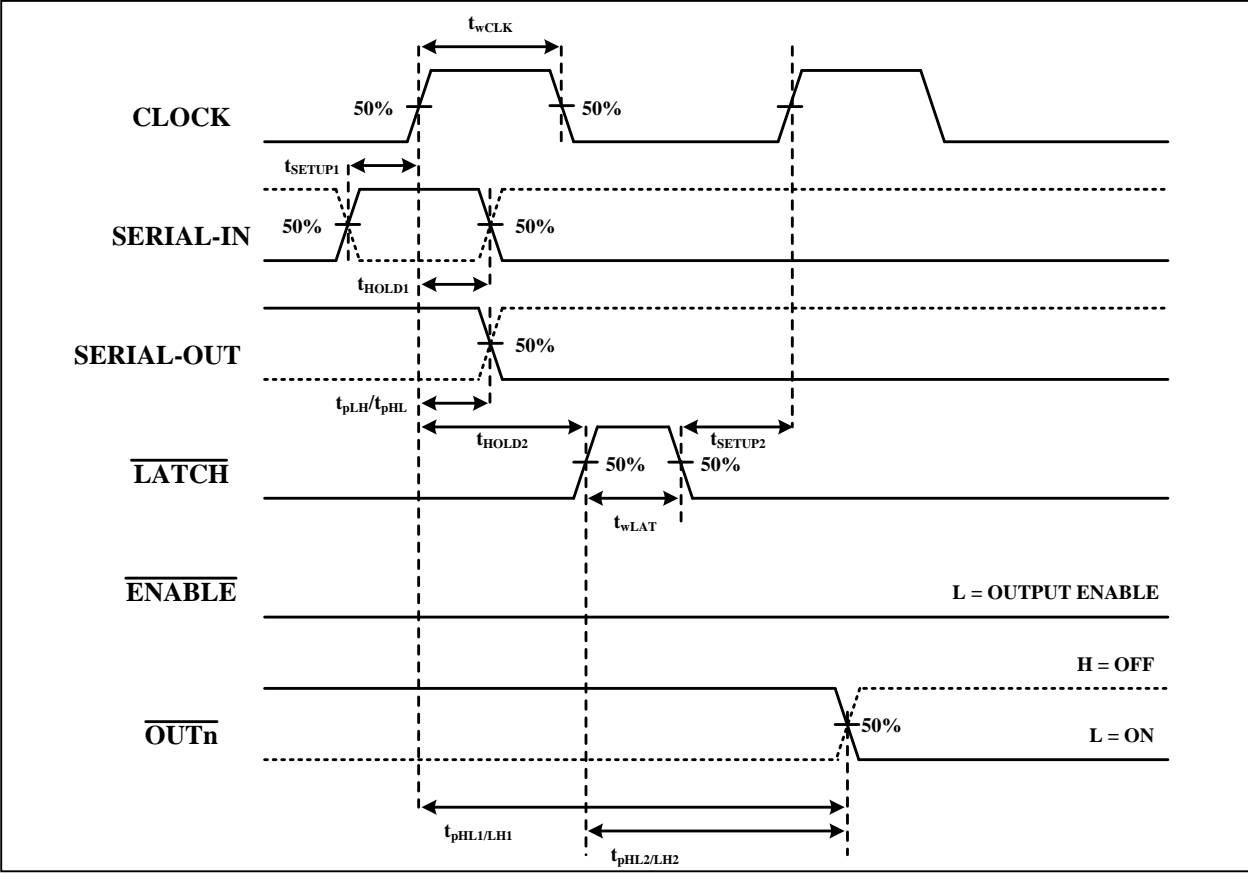 twCLK
CLOCK 50% 50%
tSETUP1
SERIAL-IN 50% 50%
tHOLD1
SERIAL-OUT 50%
tpLH/tpHL
tHOLD2 tSETUP2
LATCH 50% 50%
twLAT
ENABLE L = OUTPUT ENABLE
H = OFF
OUTn 50% L = ON
tpHL1/LH1
tpHL2/LH2